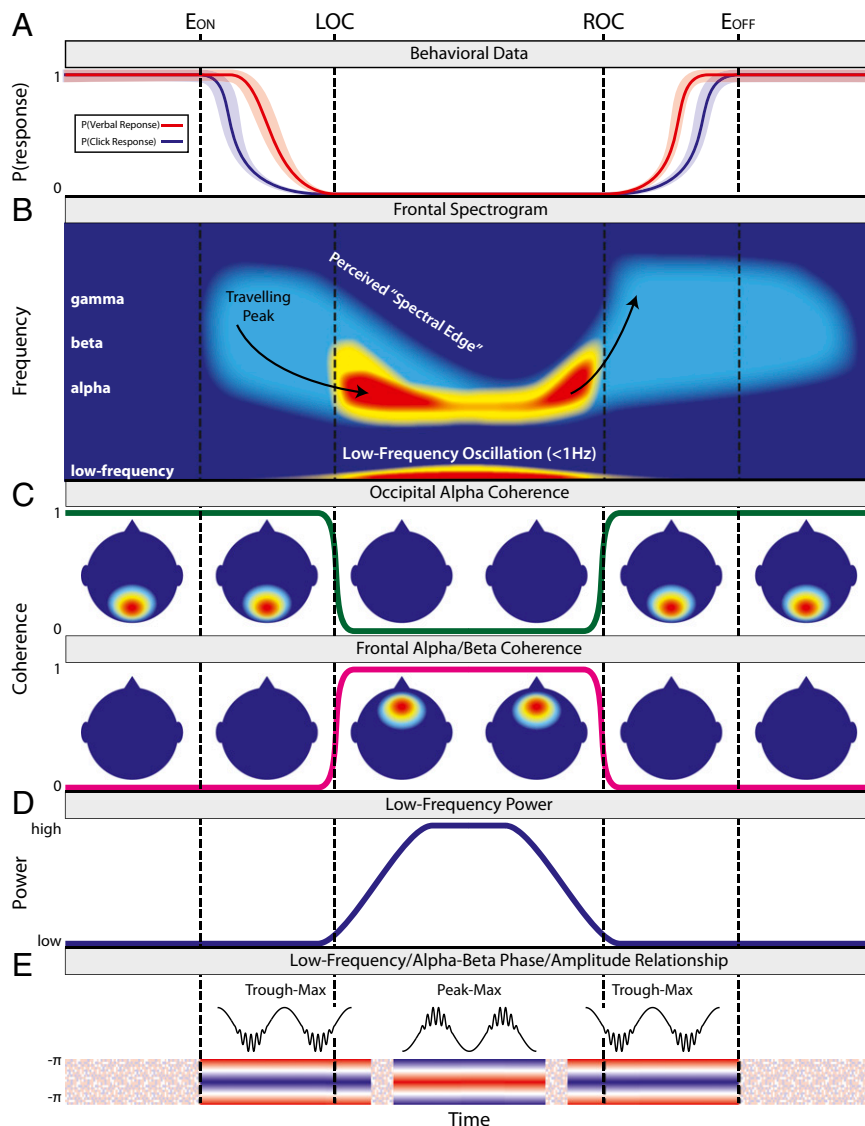 EON LOC ROC EOFF
A
Behavioral Data
P(response)
1
0
P(Verbal Reponse)
P(Click Response)
B
Frontal Spectrogram
Frequency
gamma
beta
alpha
low-frequency
Travelling
Peak
Perceived "Spectral Edge"
Low-Frequency Oscillation (<1Hz)
C
Occipital Alpha Coherence
Coherence
1
0
Frontal Alpha/Beta Coherence
1
0
D
Low-Frequency Power
Power
high
low
E
Low-Frequency/Alpha-Beta Phase/Amplitude Relationship
Trough-Max Peak-Max Trough-Max
-π
-π
Time